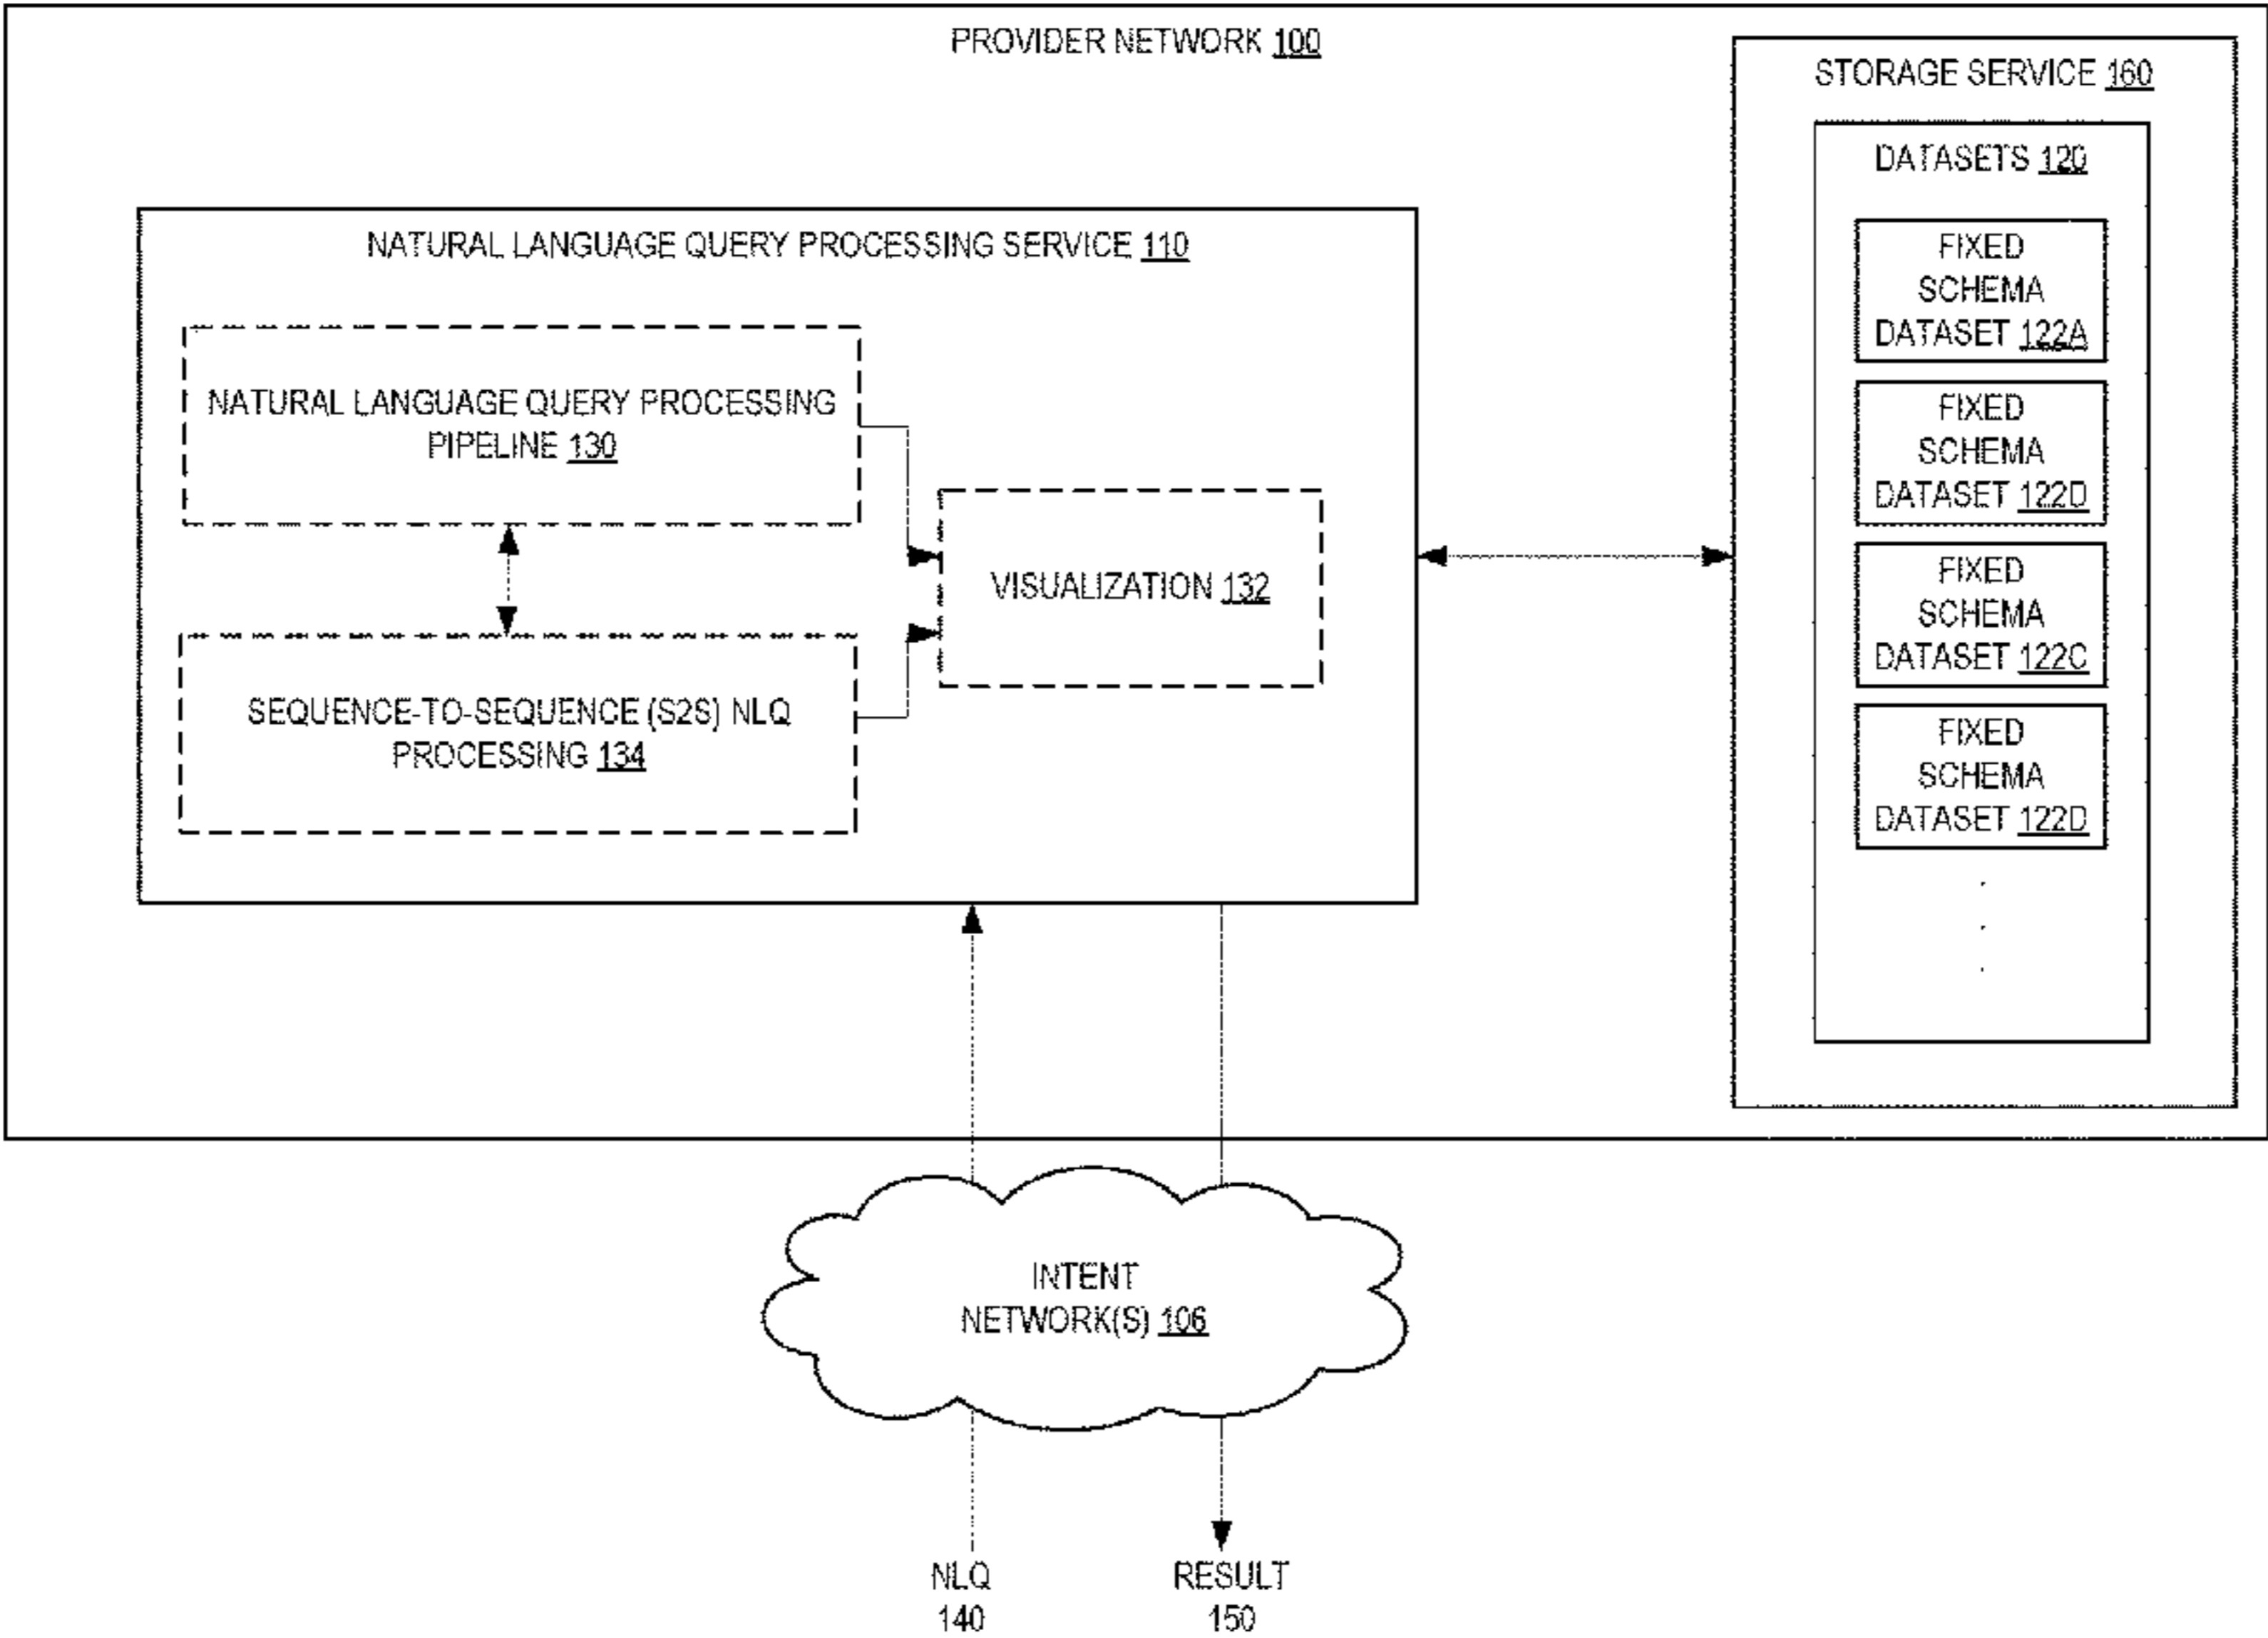 PROVIDER NETWORK 100
STORAGE SERVICE 160
DATASETS 120
FIXED
SCHEMA
DATASET 122A
FIXED
SCHEMA
DATASET 122D
FIXED
SCHEMA
DATASET 122C
FIXED
SCHEMA
DATASET 122D
NATURAL LANGUAGE QUERY PROCESSING SERVICE 110
NATURAL LANGUAGE QUERY PROCESSING
PIPELINE 130
VISUALIZATION 132
SEQUENCE-TO-SEQUENCE (S2S) NLQ
PROCESSING 134
INTENT
NETWORK(S) 106
NLQ
140
RESULT
150